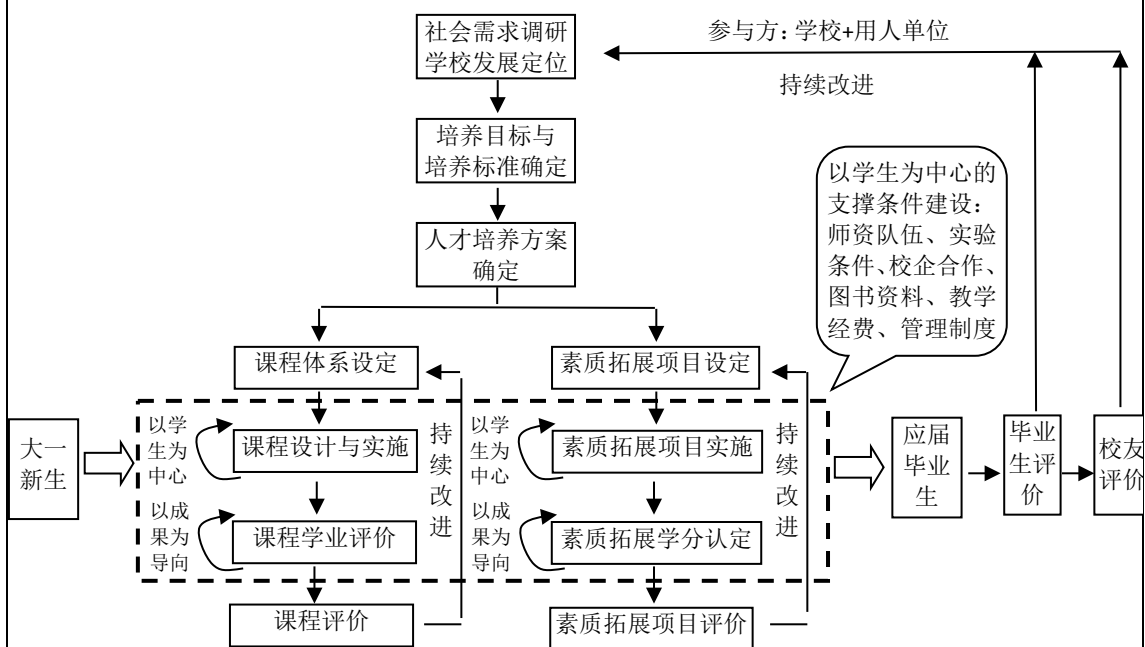 社会需求调研
学校发展定位
参与方：学校+用人单位
持续改进
培养目标与
培养标准确定
以学生为中心的
支撑条件建设：
师资队伍、实验
条件、校企合作、
图书资料、教学
经费、管理制度
人才培养方案
确定
课程体系设定
素质拓展项目设定
大一
新生
以学
生为
中心
课程设计与实施
持
续
改
进
以学
生为
中心
素质拓展项目实施
持
续
改
进
以成
果为
导向
课程学业评价
以成
果为
导向
素质拓展学分认定
应届
毕业
生
毕业
生评
价
校友
评价
课程评价
素质拓展项目评价